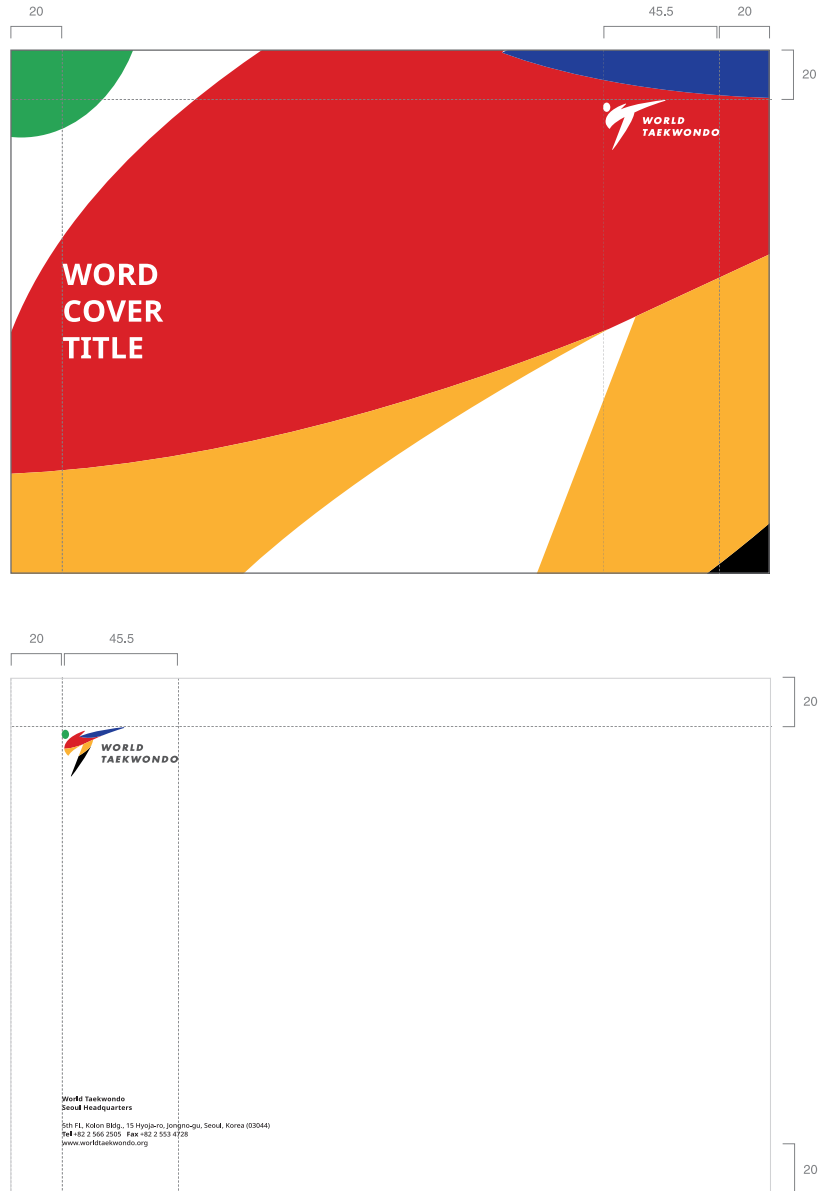 20
45.5
20
20
WORLD
TAEKWONDO
WORD
COVER
TITLE
20
45.5
20
WORLD
TAEKWONDO
World Taekwondo
Seoul Headquarters
5th Fl., Kolon Bldg., 15 Hyoja-ro, Jongno-gu, Seoul, Korea (03044)
Tel +82 2 566 2505 Fax +82 2 553 4728
www.worldtaekwondo.org
20